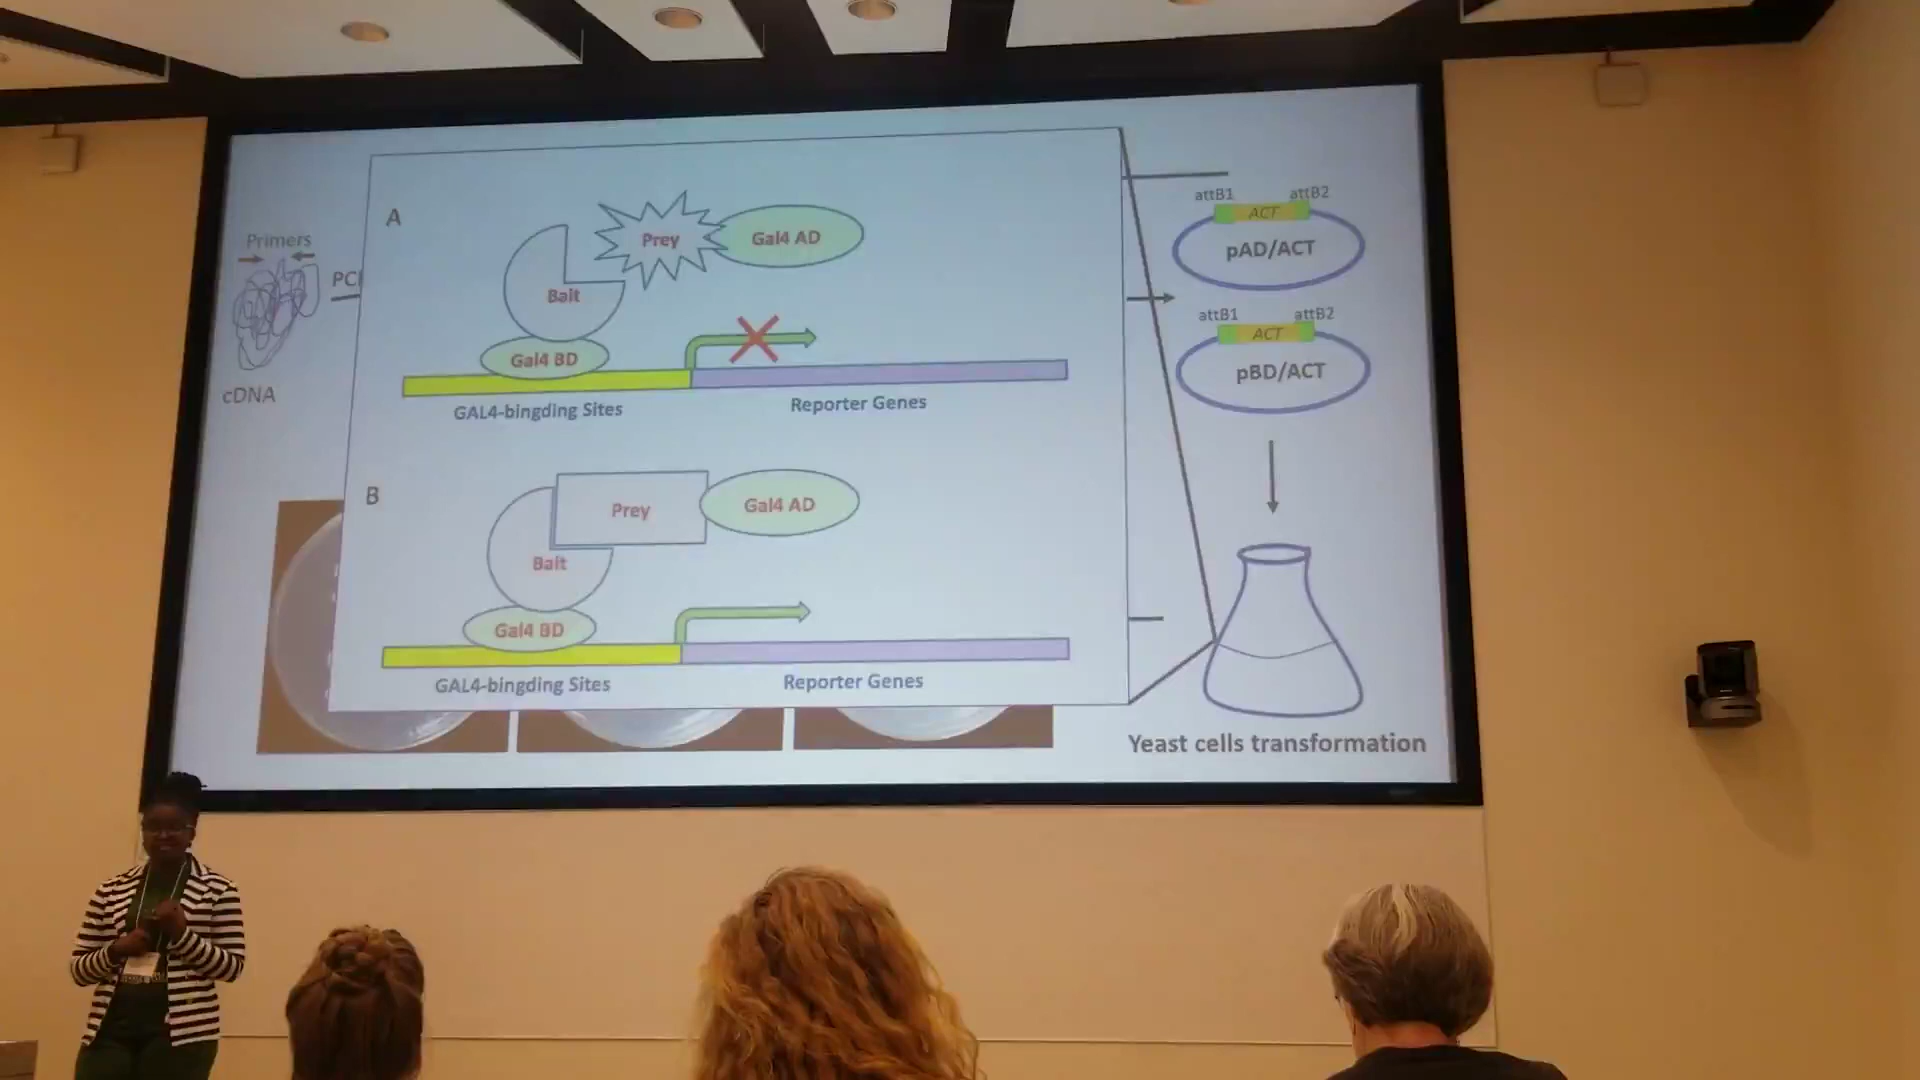 Primers
cDNA
A
Prey
Gal4 AD
Bait
Gal4 BD
GAL4-bingding Sites
Reporter Genes
B
Prey
Gal4 AD
Bait
Gal4 BD
GAL4-bingding Sites
Reporter Genes
attB1 attB2
ACT
pAD/ACT
attB1 attB2
ACT
pBD/ACT
Yeast cells transformation